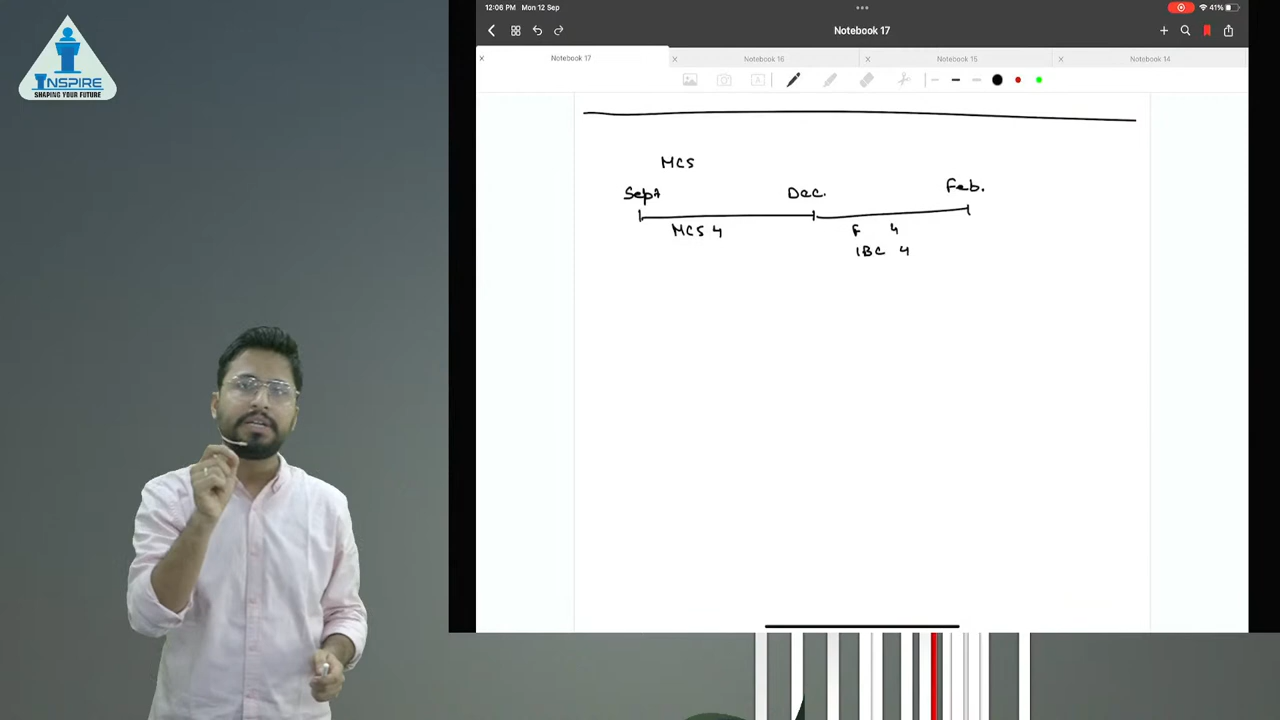 INSPIRE
SHAPING YOUR FUTURE
12:06 PM Mon 12 Sep
41%
Notebook 17
Notebook 17
Notebook 16
Notebook 15
Notebook 14
MCS
Sept
Dec.
Feb.
MCS 4
F 4
IBC 4